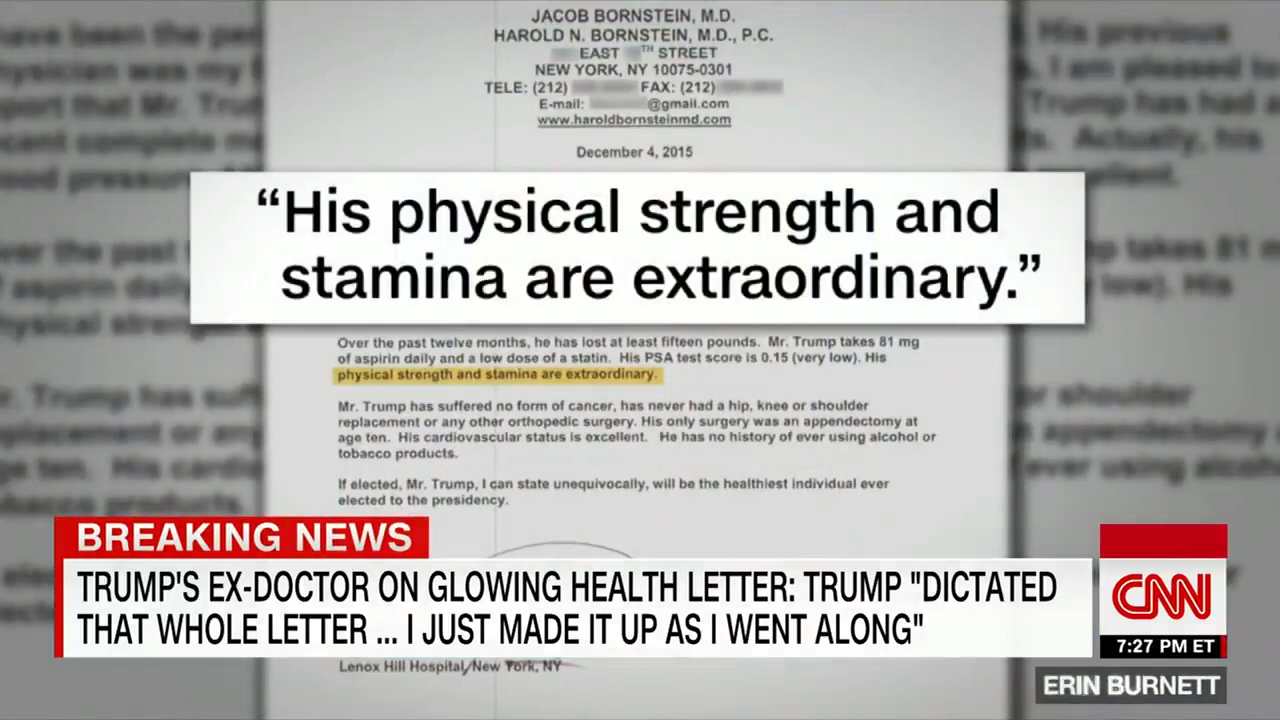 JACOB BORNSTEIN, M.D.
HAROLD N. BORNSTEIN, M.D., P.C.
EAST TH STREET
NEW YORK, NY 10075-0301
TELE: (212) FAX: (212)
E-mail: @gmail.com
www.haroldbornsteinmd.com
December 4, 2015
“His physical strength and
stamina are extraordinary.”
Over the past twelve months, he has lost at least fifteen pounds. Mr. Trump takes 81 mg
of aspirin daily and a low dose of a statin. His PSA test score is 0.15 (very low). His
physical strength and stamina are extraordinary.
Mr. Trump has suffered no form of cancer, has never had a hip, knee or shoulder
replacement or any other orthopedic surgery. His only surgery was an appendectomy at
age ten. His cardiovascular status is excellent. He has no history of ever using alcohol or
tobacco products.
If elected, Mr. Trump, I can state unequivocally, will be the healthiest individual ever
elected to the presidency.
BREAKING NEWS
TRUMP'S EX-DOCTOR ON GLOWING HEALTH LETTER: TRUMP "DICTATED
THAT WHOLE LETTER ... I JUST MADE IT UP AS I WENT ALONG"
CNN
7:27 PM ET
Lenox Hill Hospital, New York, NY
ERIN BURNETT